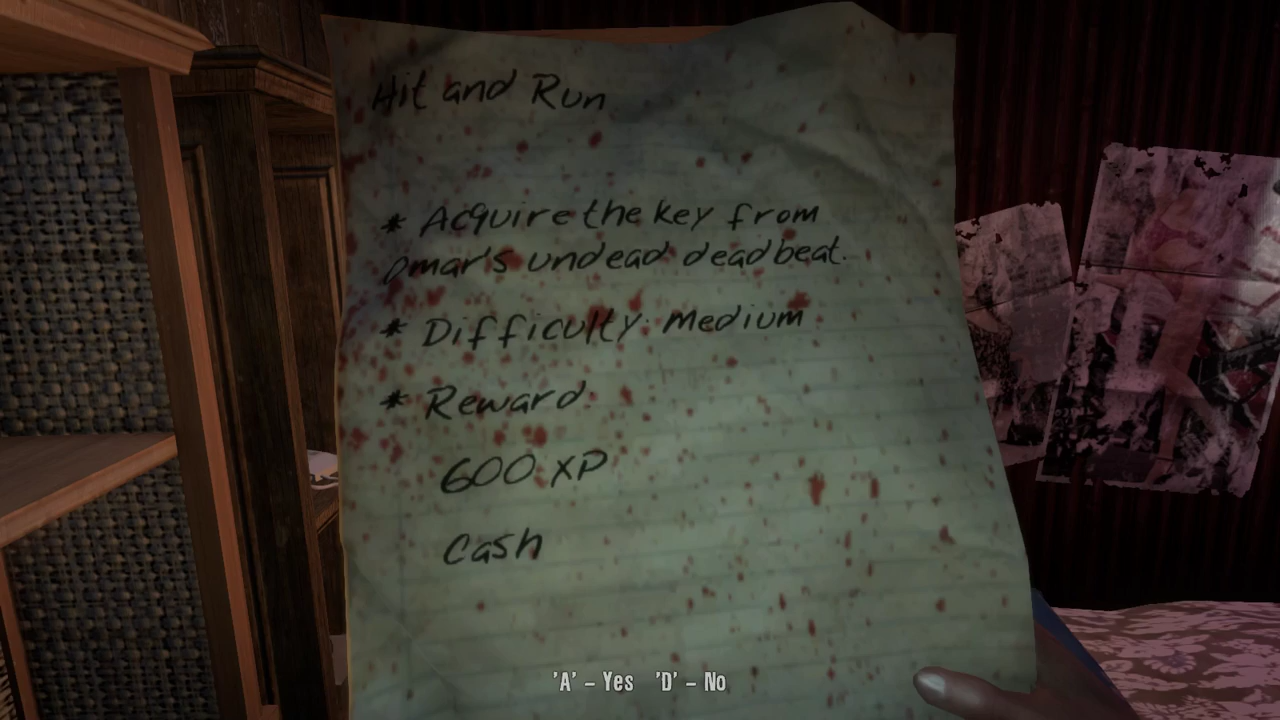 Hit and Run
* Acquire the key from
Omar's undead deadbeat.
* Difficulty: medium
* Reward
600 XP
Cash
'A' – Yes 'D' – No